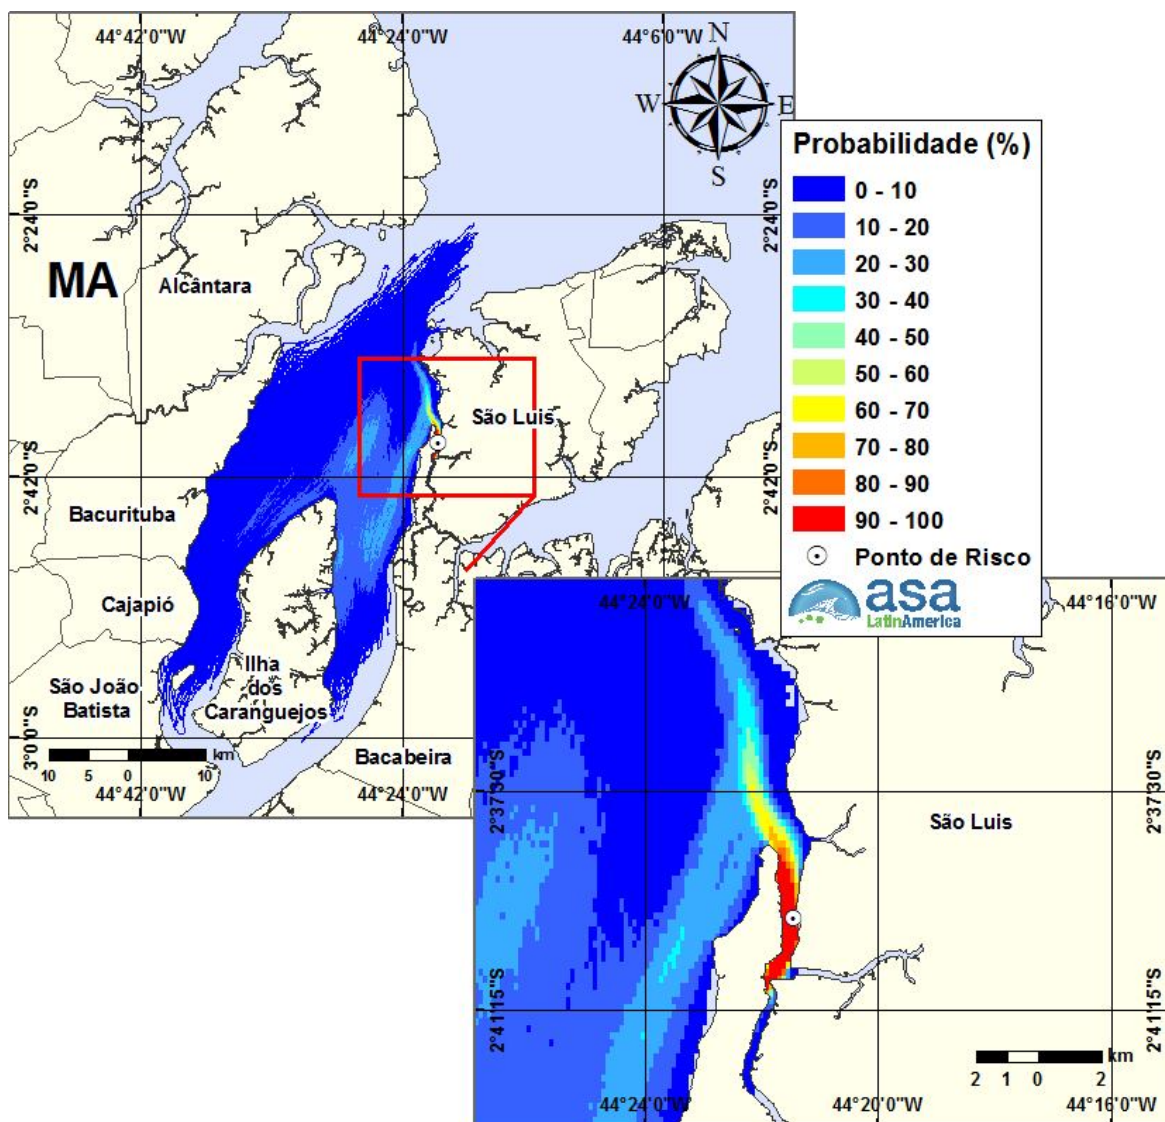 44°42'0"W
44°24'0"W
44°6'0"W
N
W
E
S
2°24'0"S
2°24'0"S
Probabilidade (%)
0 - 10
10 - 20
20 - 30
30 - 40
40 - 50
50 - 60
60 - 70
70 - 80
80 - 90
90 - 100
Ponto de Risco
asa
LatinAmerica
MA
Alcântara
São Luis
2°42'0"S
2°42'0"S
Bacurituba
Cajapió
São João
Batista
Ilha
dos
Caranguejos
Bacabeira
3°0'0"S
km
10 5 0 10
44°42'0"W
44°24'0"W
44°24'0"W
44°16'0"W
2°37'30"S
2°37'30"S
São Luis
2°41'15"S
2°41'15"S
km
2 1 0 2
44°24'0"W
44°20'0"W
44°16'0"W